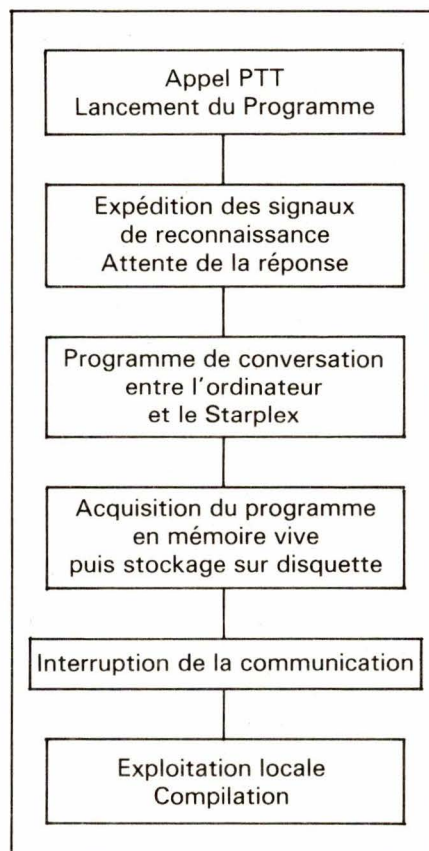 Appel PTT
Lancement du Programme
Expédition des signaux
de reconnaissance
Attente de la réponse
Programme de conversation
entre l'ordinateur
et le Starplex
Acquisition du programme
en mémoire vive
puis stockage sur disquette
Interruption de la communication
Exploitation locale
Compilation